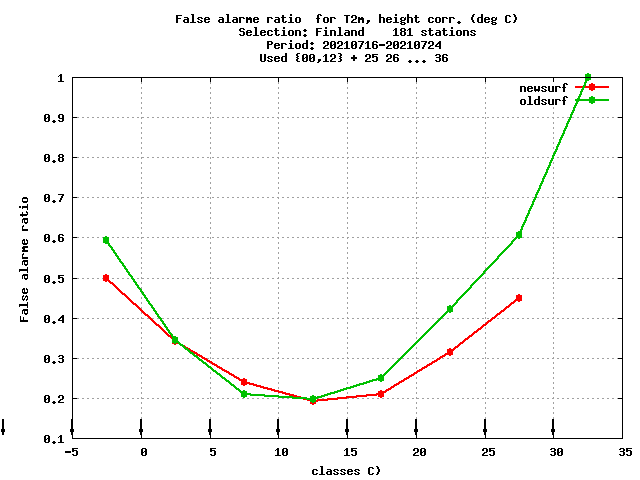 False alarme ratio  for T2m, height corr. (deg C)
Selection: Finland    181 stations
Period: 20210716-20210724
Used {00,12} + 25 26 ... 36
newsurf
oldsurf
False alarme ratio
1
0.9
0.8
0.7
0.6
0.5
0.4
0.3
0.2
0.1
-5 0 5 10 15 20 25 30 35
classes C)